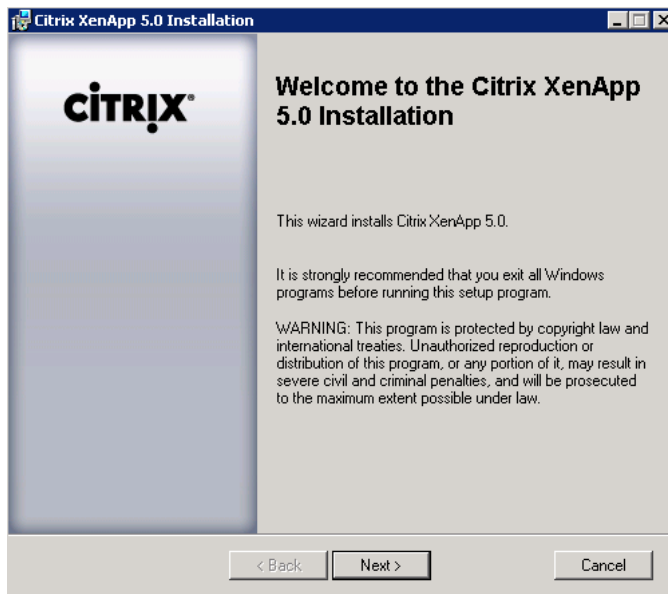 Citrix XenApp 5.0 Installation
CITRIX®
Welcome to the Citrix XenApp
5.0 Installation
This wizard installs Citrix XenApp 5.0.
It is strongly recommended that you exit all Windows
programs before running this setup program.
WARNING: This program is protected by copyright law and
international treaties. Unauthorized reproduction or
distribution of this program, or any portion of it, may result in
severe civil and criminal penalties, and will be prosecuted
to the maximum extent possible under law.
< Back
Next >
Cancel